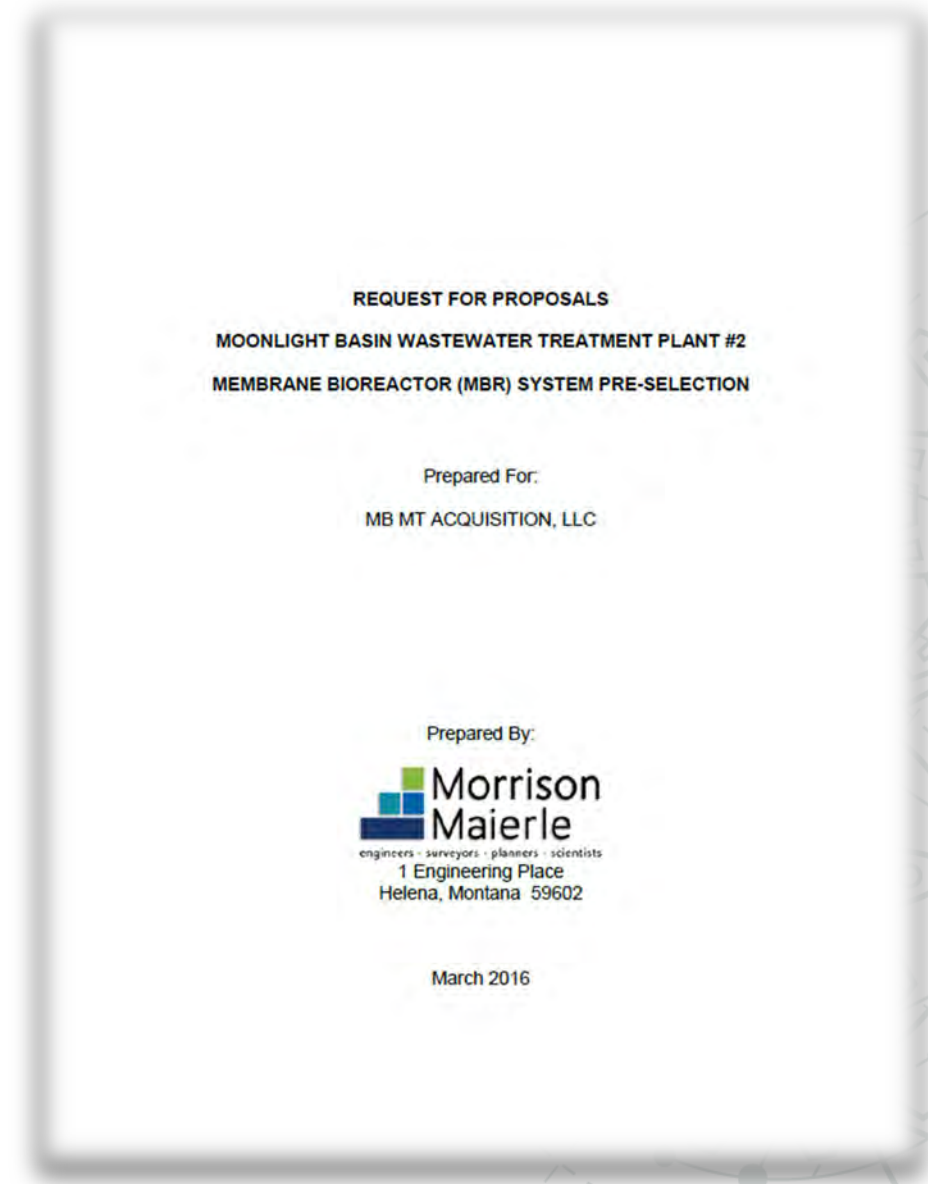 REQUEST FOR PROPOSALS
MOONLIGHT BASIN WASTEWATER TREATMENT PLANT #2
MEMBRANE BIOREACTOR (MBR) SYSTEM PRE-SELECTION
Prepared For:
MB MT ACQUISITION, LLC
Prepared By:
Morrison
Maierle
engineers - surveyors - planners - scientists
1 Engineering Place
Helena, Montana 59602
March 2016